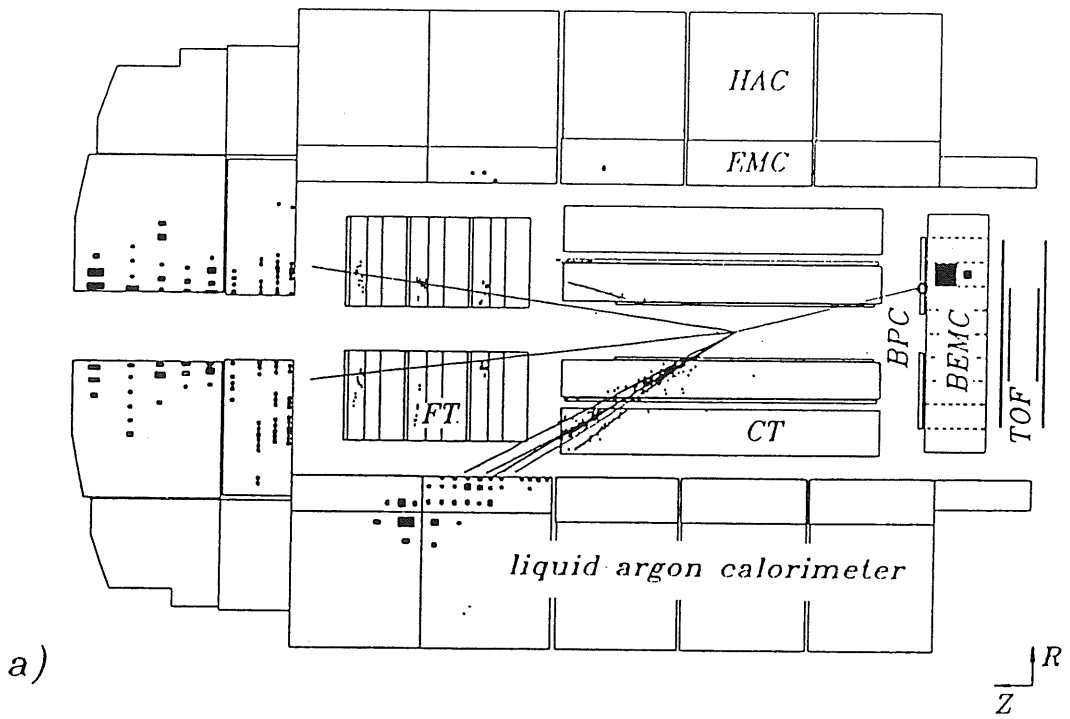 HAC
EMC
BPC
BEMC
TOF
FT
CT
liquid argon calorimeter
a)
R
Z